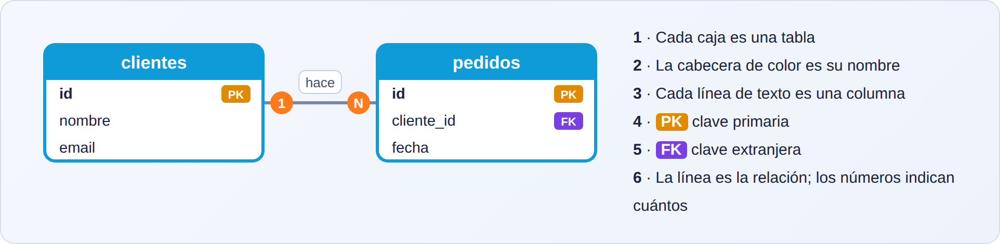 clientes
id PK
nombre
email
hace
1 N
pedidos
id PK
cliente_id FK
fecha
1 · Cada caja es una tabla
2 · La cabecera de color es su nombre
3 · Cada línea de texto es una columna
4 · PK clave primaria
5 · FK clave extranjera
6 · La línea es la relación; los números indican
cuántos